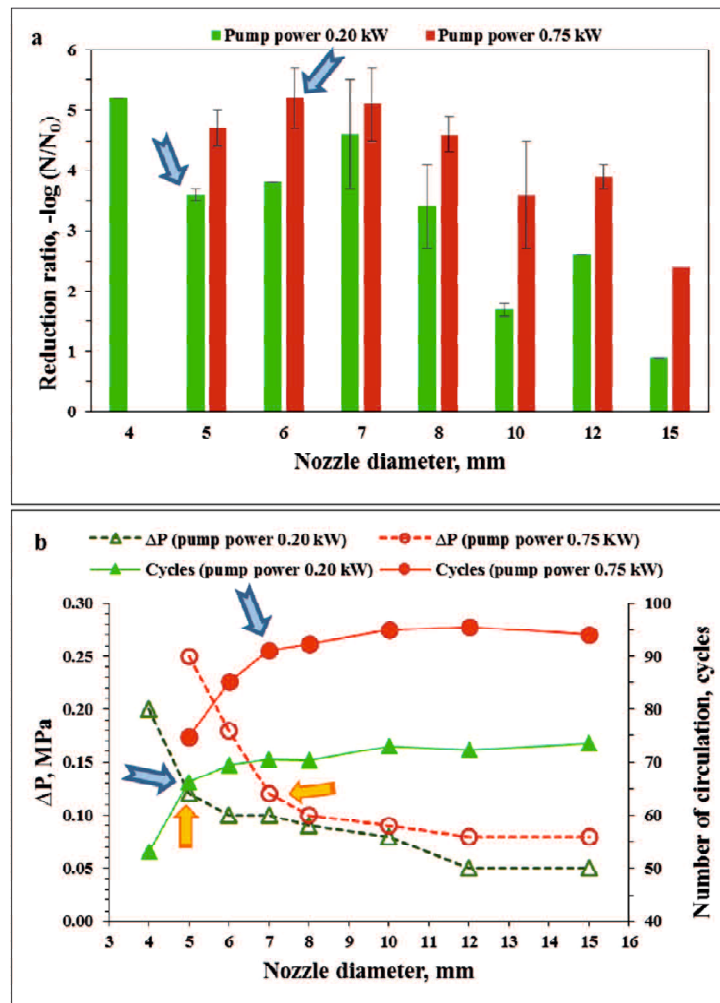 a
Pump power 0.20 kW
Pump power 0.75 kW
Reduction ratio, -log (N/N0)
6
5
4
3
2
1
0
4 5 6 7 8 10 12 15
Nozzle diameter, mm
b
ΔP (pump power 0.20 kW)
ΔP (pump power 0.75 KW)
Cycles (pump power 0.20 kW)
Cycles (pump power 0.75 kW)
ΔP, MPa
0.30
0.25
0.20
0.15
0.10
0.05
0.00
100
90
80
70
60
50
40
Number of circulation, cycles
3 4 5 6 7 8 9 10 11 12 13 14 15 16
Nozzle diameter, mm